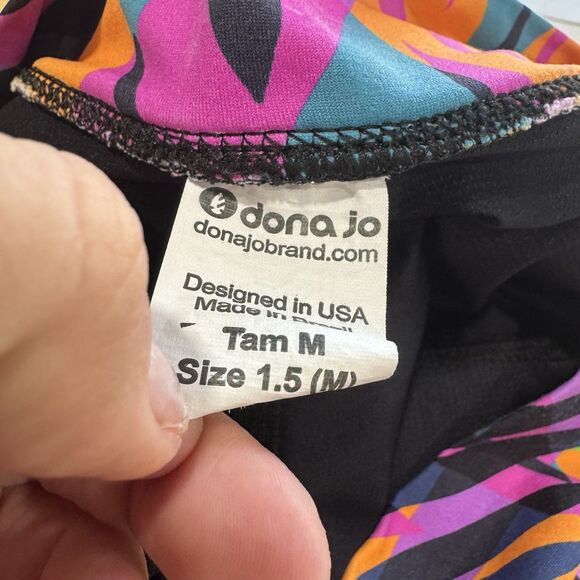 dona jo
donajobrand.com
Designed in USA
Made in Brazil
Tam M
Size 1.5 (M)